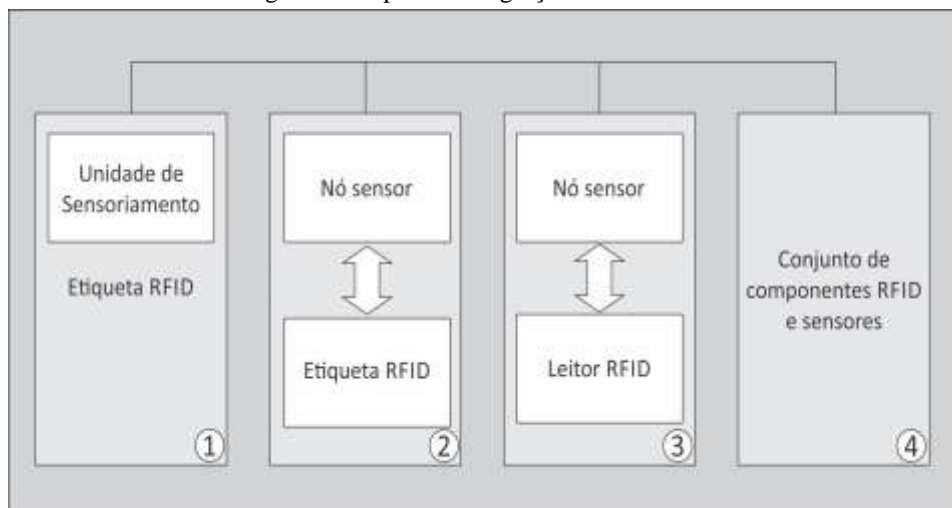 Unidade de
Sensoriamento
Etiqueta RFID
1
Nó sensor
Etiqueta RFID
2
Nó sensor
Leitor RFID
3
Conjunto de
componentes RFID
e sensores
4